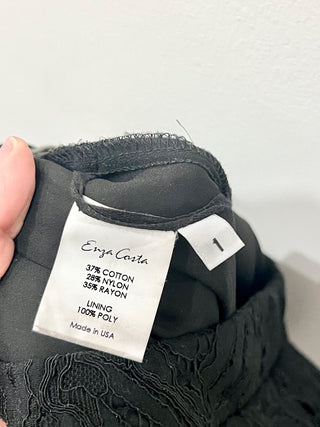 Enza Costa
37% COTTON
28% NYLON
35% RAYON
LINING
100% POLY
Made in USA
1